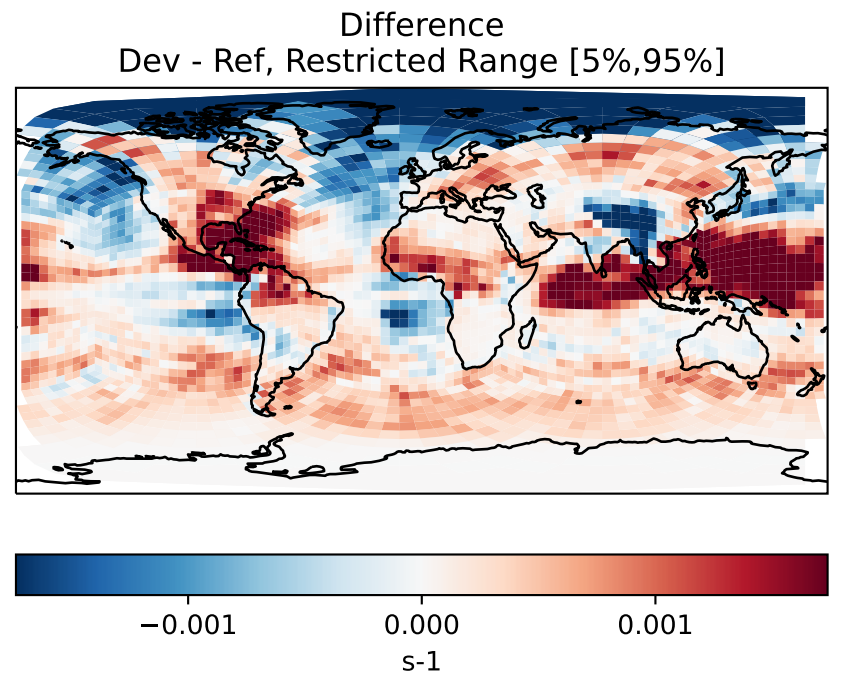 Difference
Dev - Ref, Restricted Range [5%,95%]
−0.001 0.000 0.001
s-1